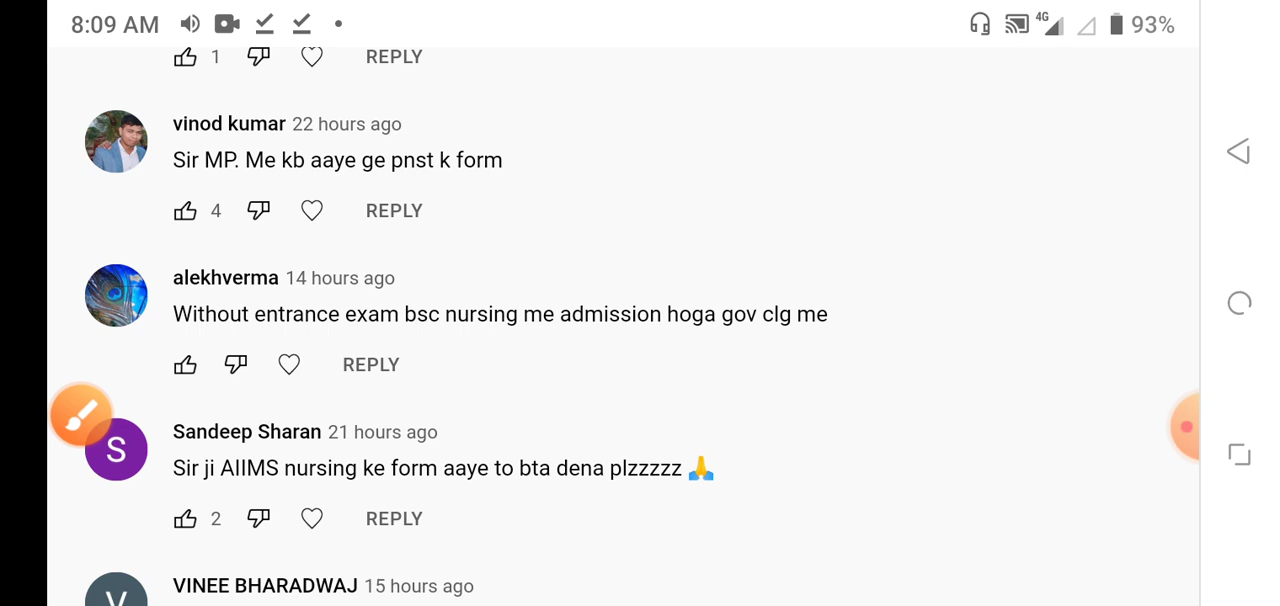 8:09 AM 4G 93%
1 REPLY
vinod kumar 22 hours ago
Sir MP. Me kb aaye ge pnst k form
4 REPLY
alekhverma 14 hours ago
Without entrance exam bsc nursing me admission hoga gov clg me
REPLY
S
Sandeep Sharan 21 hours ago
Sir ji AIIMS nursing ke form aaye to bta dena plzzzzz 🙏
2 REPLY
V
VINEE BHARADWAJ 15 hours ago